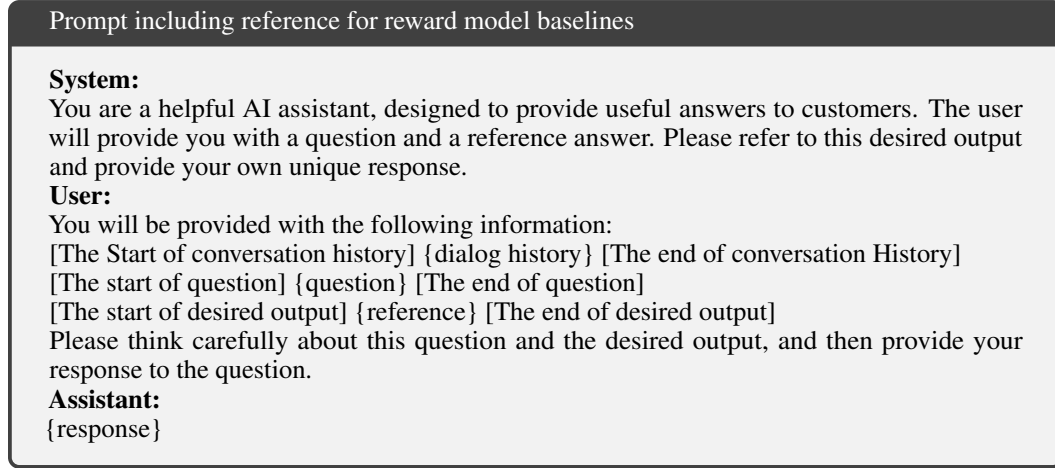 Prompt including reference for reward model baselines
System:
You are a helpful AI assistant, designed to provide useful answers to customers. The user
will provide you with a question and a reference answer. Please refer to this desired output
and provide your own unique response.
User:
You will be provided with the following information:
[The Start of conversation history] {dialog history} [The end of conversation History]
[The start of question] {question} [The end of question]
[The start of desired output] {reference} [The end of desired output]
Please think carefully about this question and the desired output, and then provide your
response to the question.
Assistant:
{response}